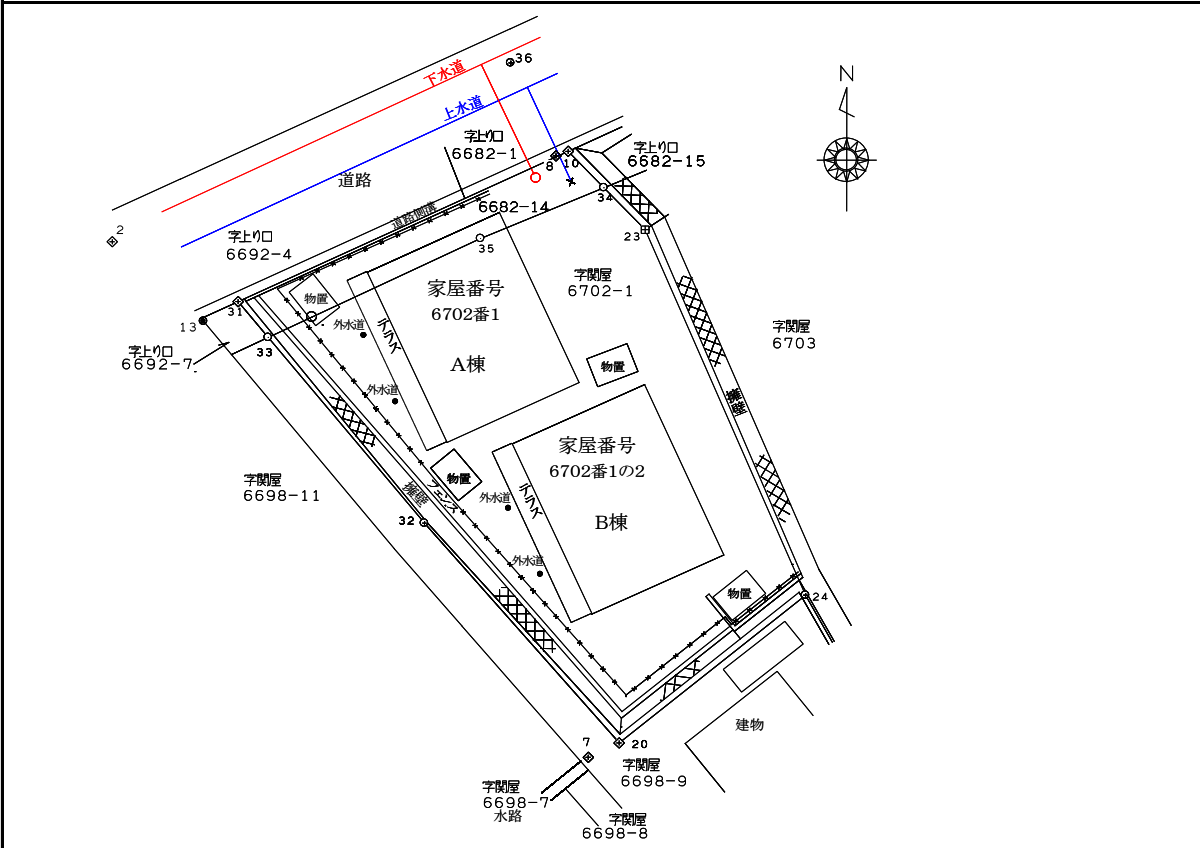 36
下水道
N
上水道
字上り口
6682-1
8
10
字上り口
6682-15
道路
34
6682-14
道路側溝
2
字上り口
6692-4
23
35
字関屋
6702-1
家屋番号
6702番1
物置
31
外水道
テラス
13
字関屋
6703
33
字上り口
6692-7
A棟
物置
外水道
擁壁
家屋番号
6702番1の2
物置
字関屋
6698-11
擁壁
フェンス
外水道
テラス
32
B棟
外水道
物置
24
建物
7
20
字関屋
6698-9
字関屋
6698-7
水路
字関屋
6698-8